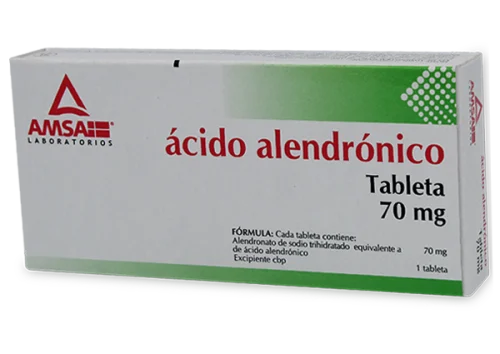 AMSA
LABORATORIOS
ácido alendrónico
Tableta
70 mg
FÓRMULA: Cada tableta contiene:
Alendronato de sodio trihidratado equivalente a 70 mg
de ácido alendrónico
Excipiente cbp 1 tableta